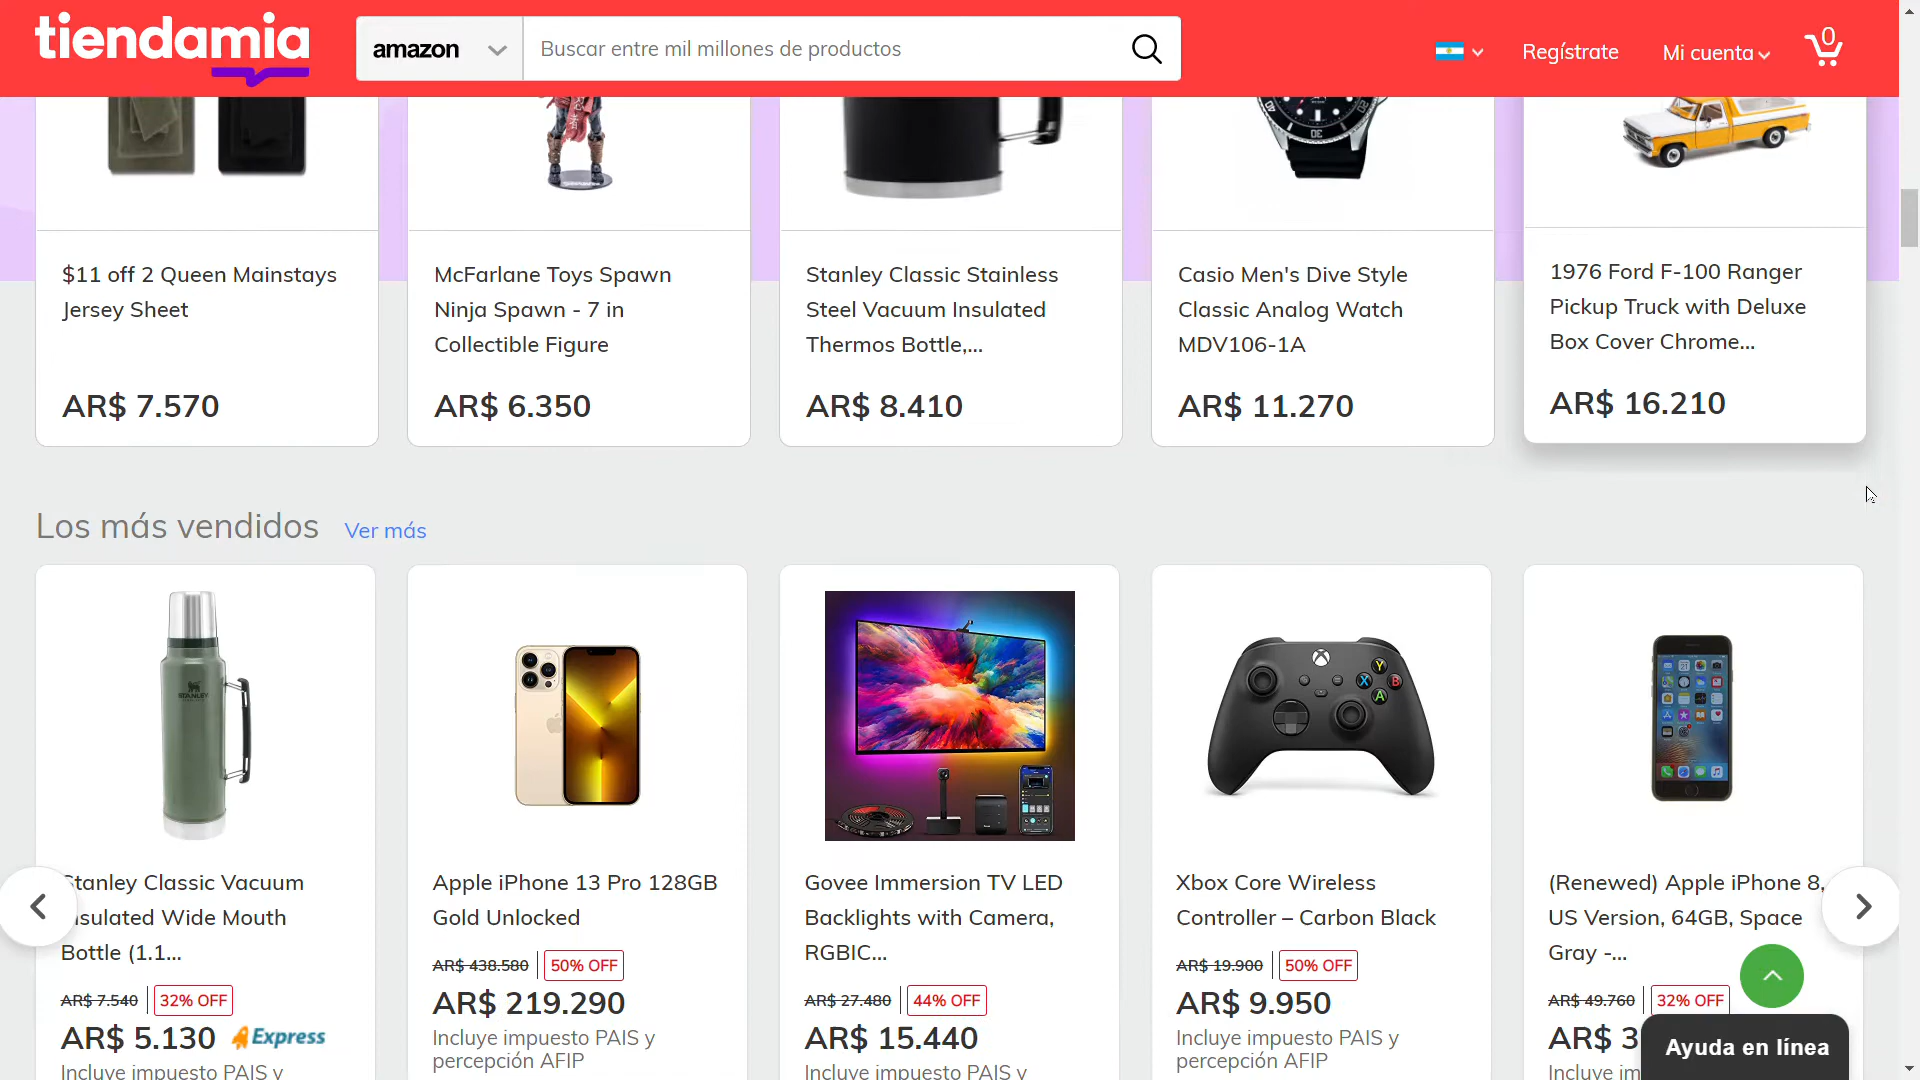 tiendamia
amazon
Buscar entre mil millones de productos
Regístrate
Mi cuenta
0
$11 off 2 Queen Mainstays
Jersey Sheet
AR$ 7.570
McFarlane Toys Spawn
Ninja Spawn - 7 in
Collectible Figure
AR$ 6.350
Stanley Classic Stainless
Steel Vacuum Insulated
Thermos Bottle,...
AR$ 8.410
Casio Men's Dive Style
Classic Analog Watch
MDV106-1A
AR$ 11.270
1976 Ford F-100 Ranger
Pickup Truck with Deluxe
Box Cover Chrome...
AR$ 16.210
Los más vendidos
Ver más
STANLEY
Stanley Classic Vacuum
Insulated Wide Mouth
Bottle (1.1...
AR$ 7.540
32% OFF
AR$ 5.130
Express
Incluye impuesto PAIS y
Apple iPhone 13 Pro 128GB
Gold Unlocked
AR$ 438.580
50% OFF
AR$ 219.290
Incluye impuesto PAIS y
percepción AFIP
Govee Immersion TV LED
Backlights with Camera,
RGBIC...
AR$ 27.480
44% OFF
AR$ 15.440
Incluye impuesto PAIS y
Y
X
B
A
Xbox Core Wireless
Controller – Carbon Black
AR$ 19.900
50% OFF
AR$ 9.950
Incluye impuesto PAIS y
percepción AFIP
(Renewed) Apple iPhone 8,
US Version, 64GB, Space
Gray -...
AR$ 49.760
32% OFF
AR$ 3
Incluye im
Ayuda en línea